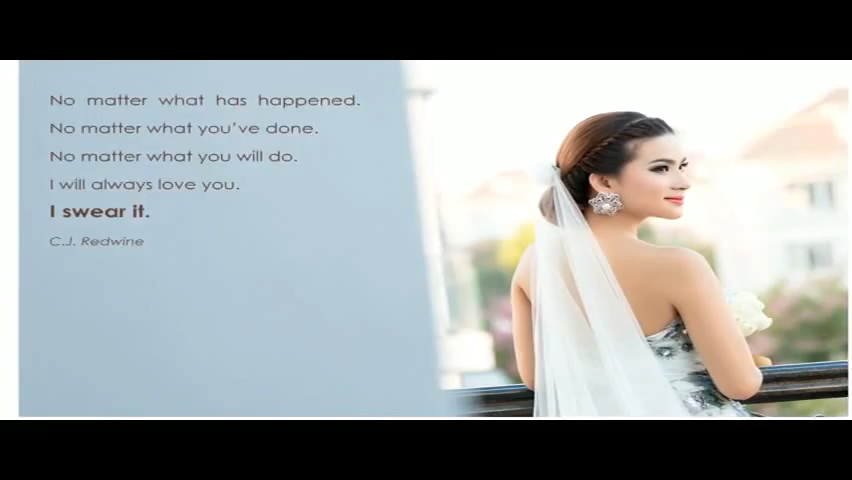 No matter what has happened.
No matter what you've done.
No matter what you will do.
I will always love you.
I swear it.
C.J. Redwine